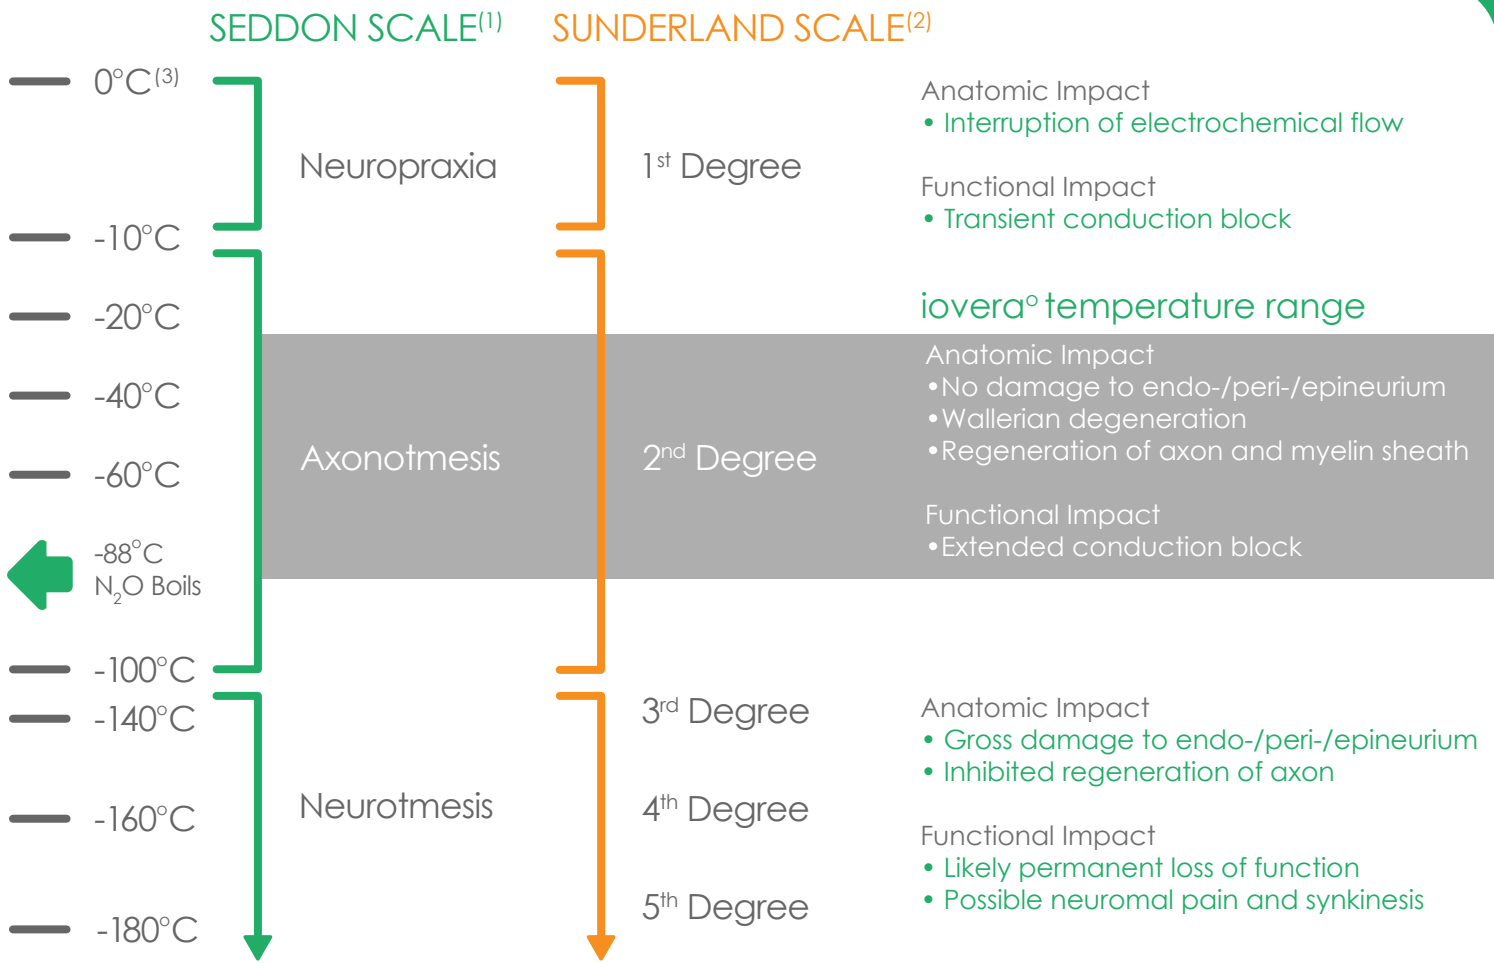 SEDDON SCALE(1)
SUNDERLAND SCALE(2)
0°C(3)
-10°C
-20°C
-40°C
-60°C
-88°C
N₂O Boils
-100°C
-140°C
-160°C
-180°C
Neuropraxia
Axonotmesis
Neurotmesis
1st Degree
2nd Degree
3rd Degree
4th Degree
5th Degree
Anatomic Impact
• Interruption of electrochemical flow
Functional Impact
• Transient conduction block
iovera° temperature range
Anatomic Impact
•No damage to endo-/peri-/epineurium
•Wallerian degeneration
•Regeneration of axon and myelin sheath
Functional Impact
•Extended conduction block
Anatomic Impact
• Gross damage to endo-/peri-/epineurium
• Inhibited regeneration of axon
Functional Impact
• Likely permanent loss of function
• Possible neuromal pain and synkinesis